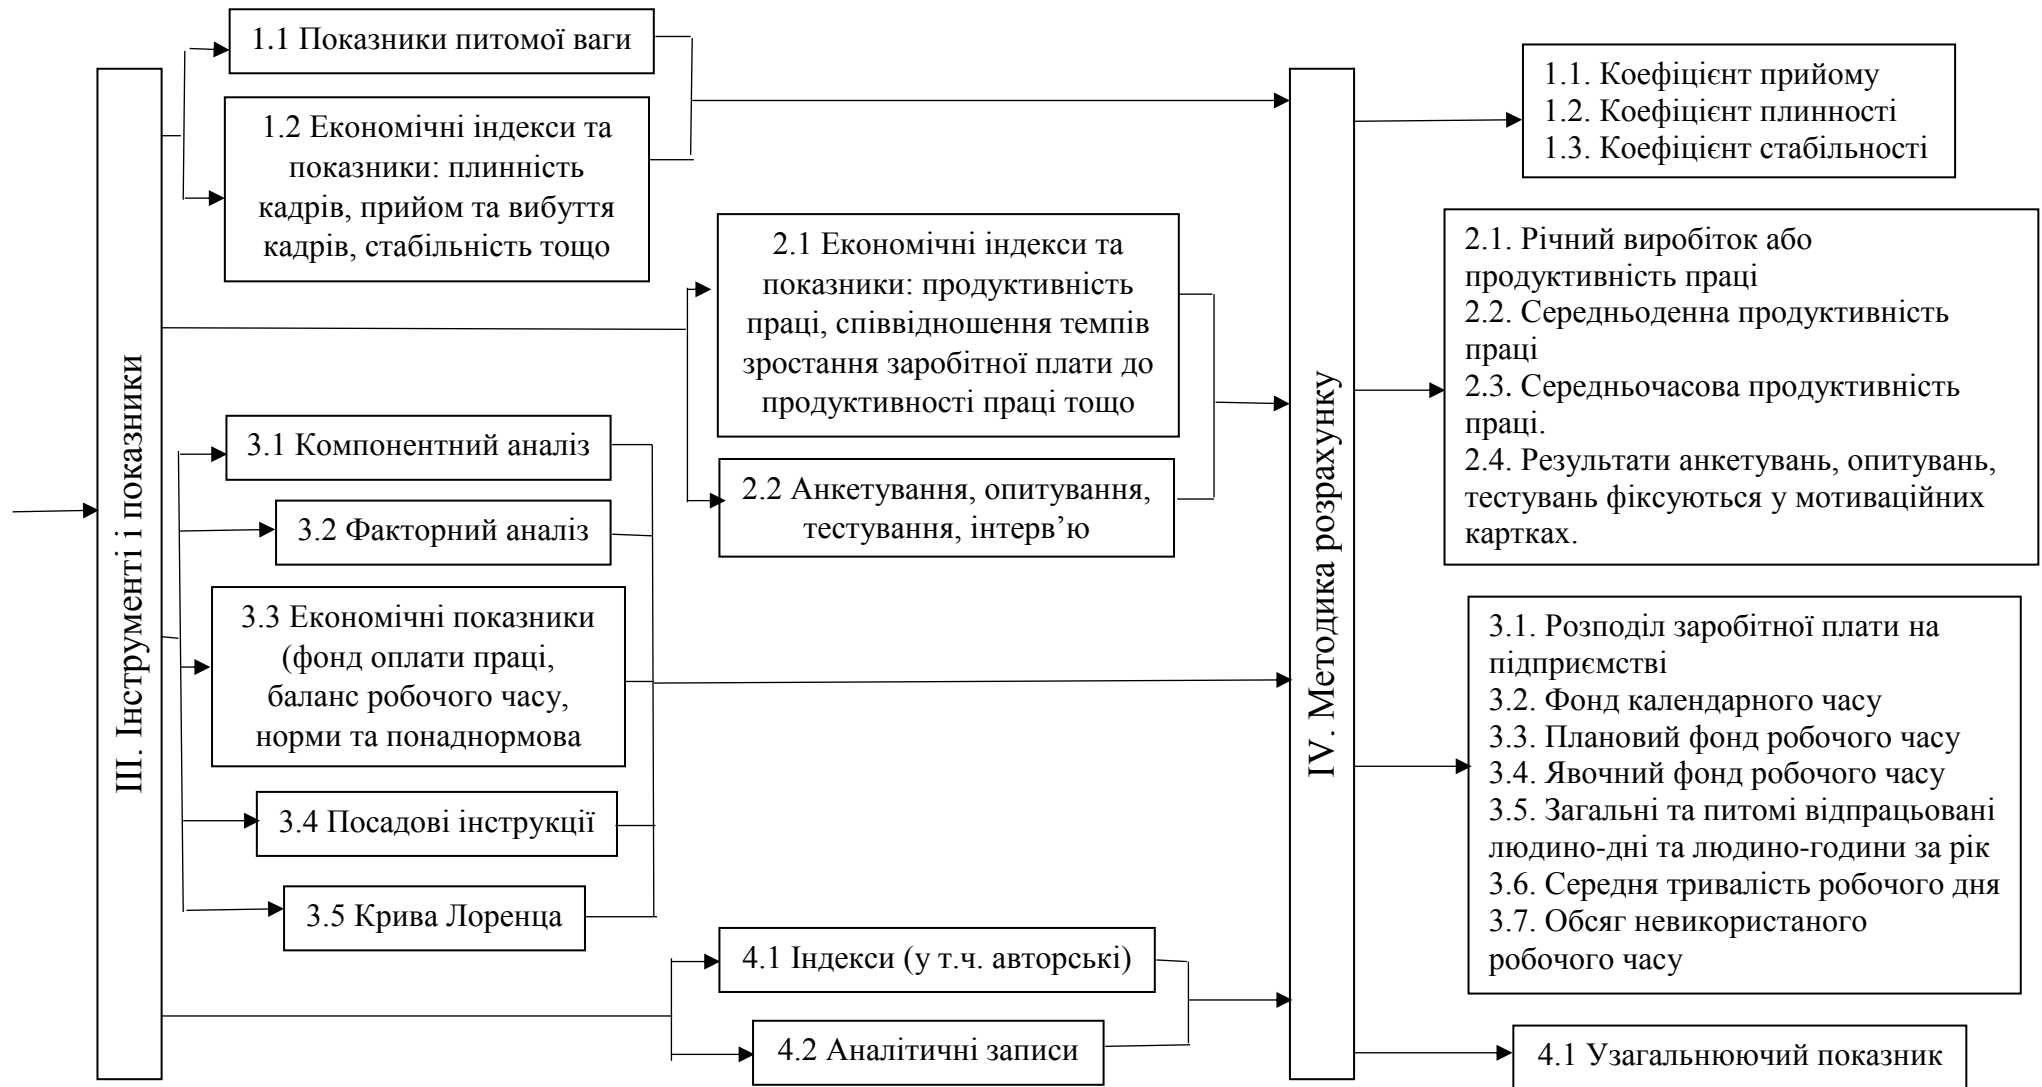 III. Інструменті і показники
1.1 Показники питомої ваги
1.2 Економічні індекси та
показники: плинність
кадрів, прийом та вибуття
кадрів, стабільність тощо
2.1 Економічні індекси та
показники: продуктивність
праці, співвідношення темпів
зростання заробітної плати до
продуктивності праці тощо
2.2 Анкетування, опитування,
тестування, інтерв’ю
3.1 Компонентний аналіз
3.2 Факторний аналіз
3.3 Економічні показники
(фонд оплати праці,
баланс робочого часу,
норми та понаднормова
3.4 Посадові інструкції
3.5 Крива Лоренца
4.1 Індекси (у т.ч. авторські)
4.2 Аналітичні записи
IV. Методика розрахунку
1.1. Коефіцієнт прийому
1.2. Коефіцієнт плинності
1.3. Коефіцієнт стабільності
2.1. Річний виробіток або
продуктивність праці
2.2. Середньоденна продуктивність
праці
2.3. Середньочасова продуктивність
праці.
2.4. Результати анкетувань, опитувань,
тестувань фіксуються у мотиваційних
картках.
3.1. Розподіл заробітної плати на
підприємстві
3.2. Фонд календарного часу
3.3. Плановий фонд робочого часу
3.4. Явочний фонд робочого часу
3.5. Загальні та питомі відпрацьовані
людино-дні та людино-години за рік
3.6. Середня тривалість робочого дня
3.7. Обсяг невикористаного
робочого часу
4.1 Узагальнюючий показник